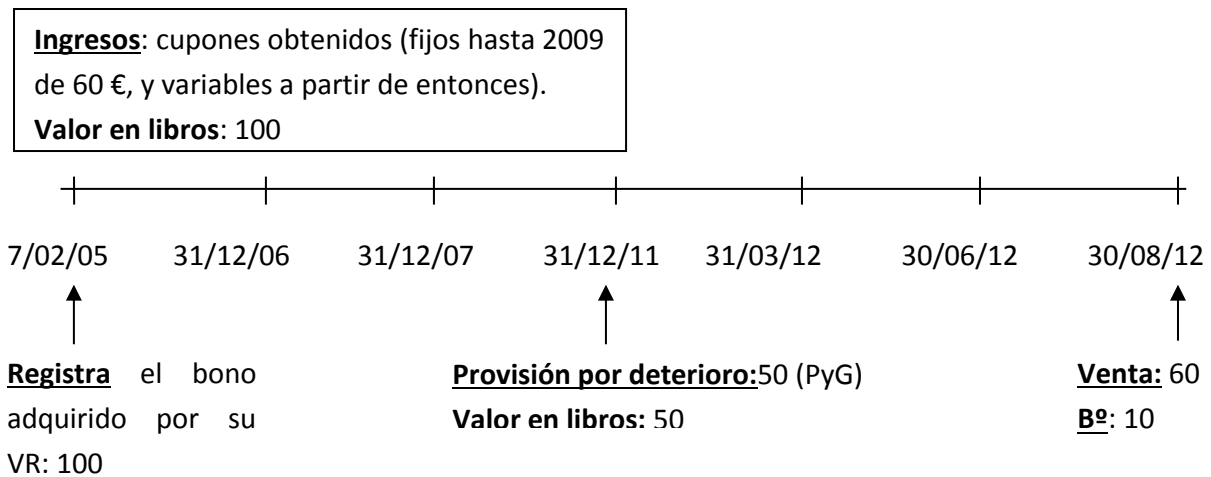 Ingresos: cupones obtenidos (fijos hasta 2009
de 60 €, y variables a partir de entonces).
Valor en libros: 100
7/02/05 31/12/06 31/12/07 31/12/11 31/03/12 30/06/12 30/08/12
Registra el bono
adquirido por su
VR: 100
Provisión por deterioro:50 (PyG)
Valor en libros: 50
Venta: 60
Bº: 10